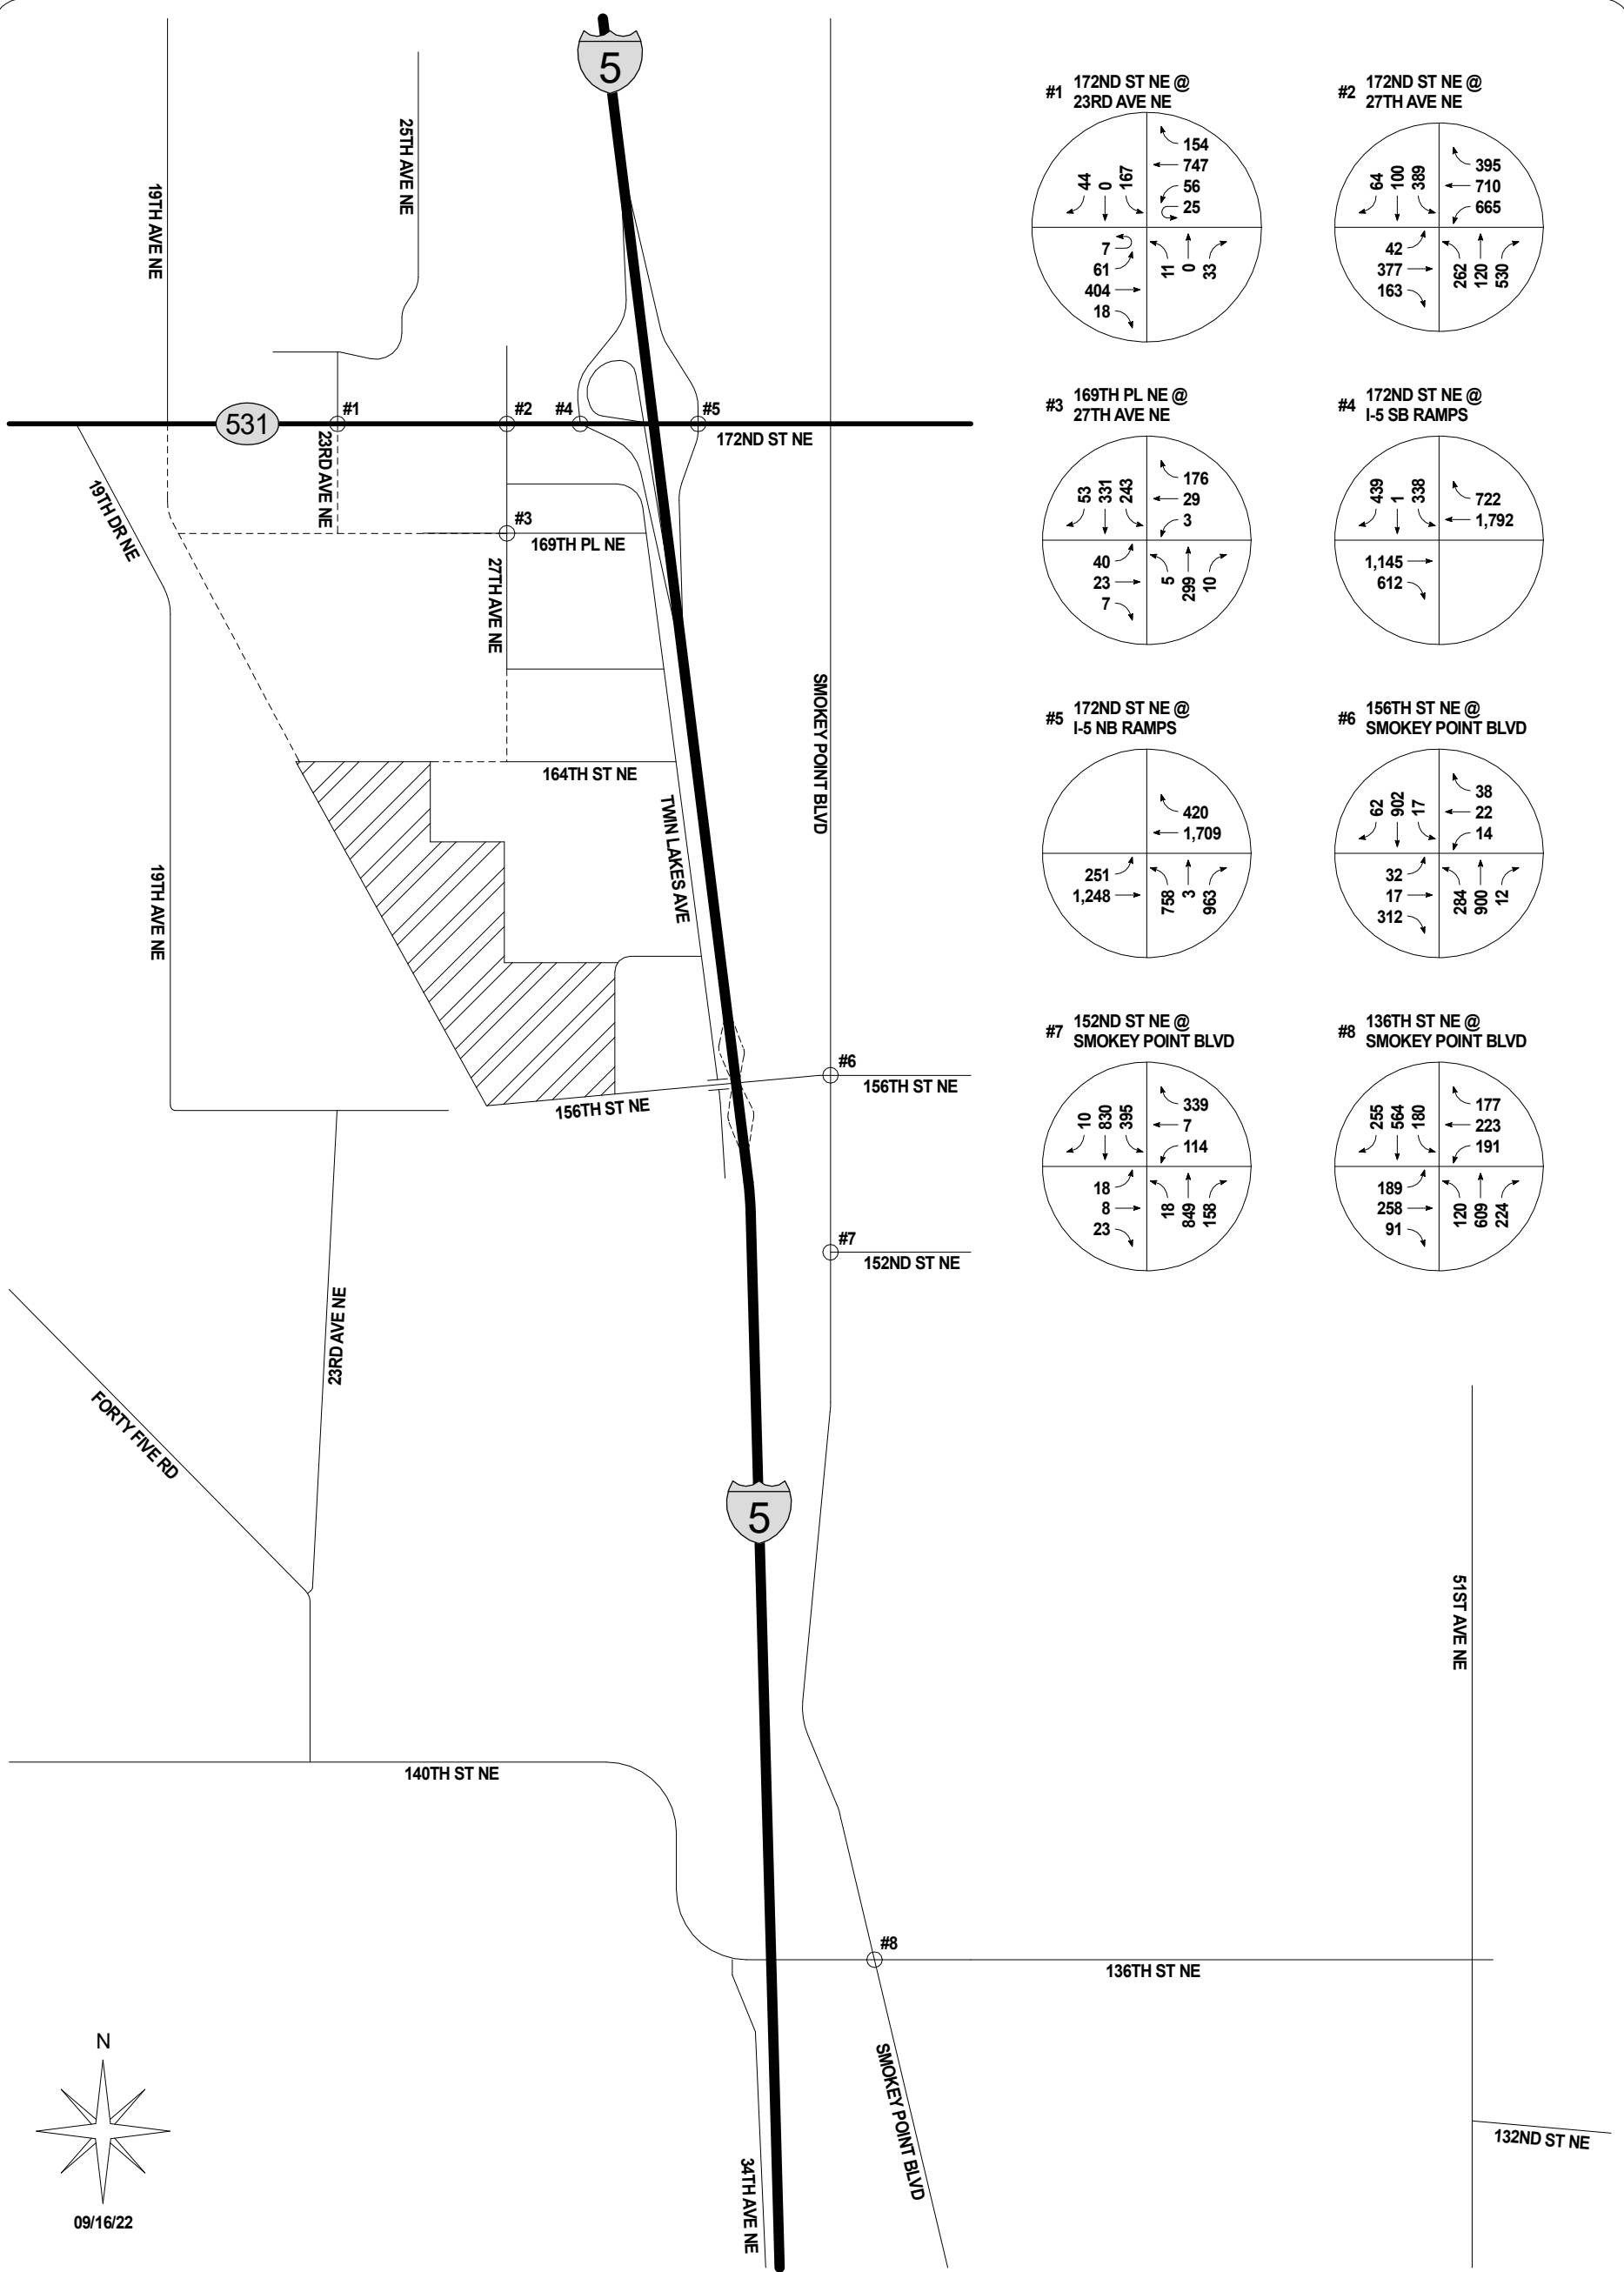 5
25TH AVE NE
19TH AVE NE
531
#1
#2
#4
#5
172ND ST NE
23RD AVE NE
19TH DR NE
#3
169TH PL NE
27TH AVE NE
SMOKEY POINT BLVD
164TH ST NE
TWIN LAKES AVE
19TH AVE NE
#6
156TH ST NE
156TH ST NE
#7
152ND ST NE
23RD AVE NE
FORTY FIVE RD
5
51ST AVE NE
140TH ST NE
#8
136TH ST NE
SMOKEY POINT BLVD
34TH AVE NE
132ND ST NE
N
09/16/22
#1 172ND ST NE @
23RD AVE NE
44 0 167
154
747
56
25
7
61
404
18
11 0 33
#2 172ND ST NE @
27TH AVE NE
64 100 389
395
710
665
42
377
163
262 120 530
#3 169TH PL NE @
27TH AVE NE
53 331 243
176
29
3
40
23
7
5 299 10
#4 172ND ST NE @
I-5 SB RAMPS
439 1 338
722
1,792
1,145
612
#5 172ND ST NE @
I-5 NB RAMPS
420
1,709
251
1,248
758 3 963
#6 156TH ST NE @
SMOKEY POINT BLVD
62 902 17
38
22
14
32
17
312
284 900 12
#7 152ND ST NE @
SMOKEY POINT BLVD
10 830 395
339
7
114
18
8
23
18 849 158
#8 136TH ST NE @
SMOKEY POINT BLVD
255 564 180
177
223
191
189
258
91
120 609 224